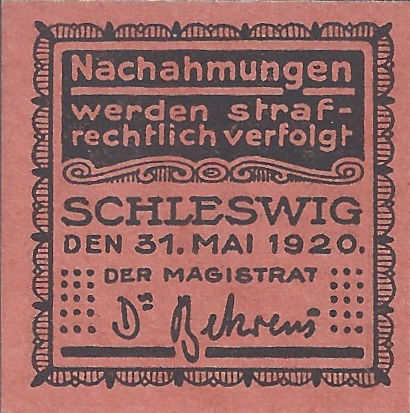 Nachahmungen
werden straf-
rechtlich verfolgt
SCHLESWIG
DEN 31. MAI 1920.
DER MAGISTRAT
Dr Behrens